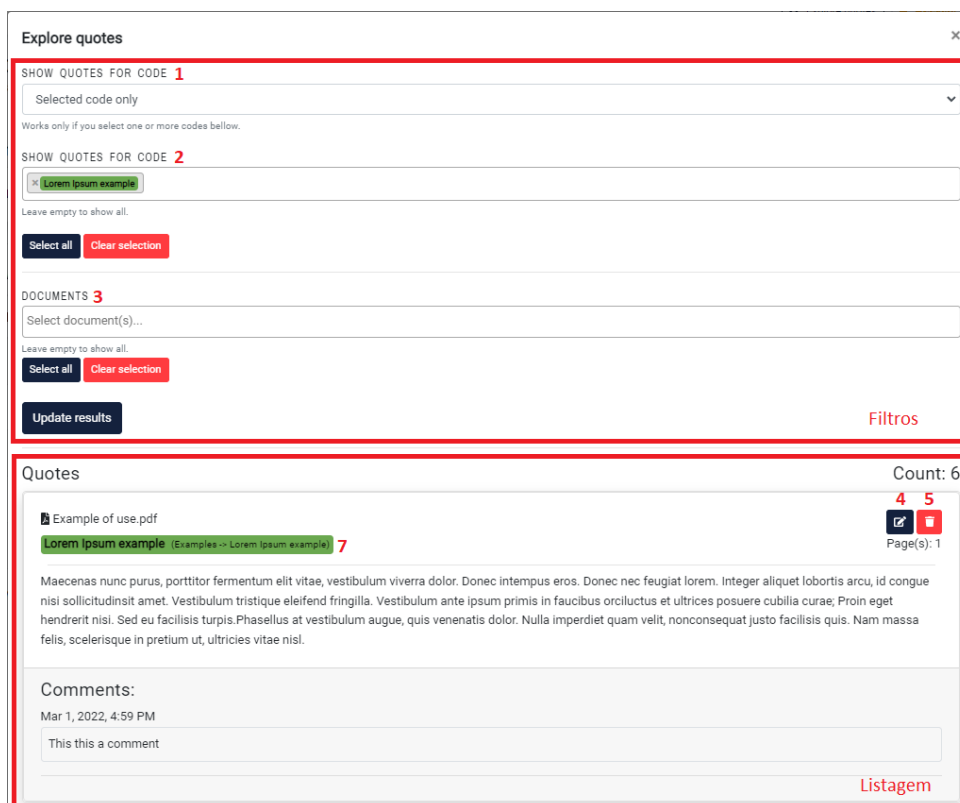 Explore quotes ×
SHOW QUOTES FOR CODE 1
Selected code only
Works only if you select one or more codes bellow.
SHOW QUOTES FOR CODE 2
× Lorem Ipsum example
Leave empty to show all.
Select all Clear selection
DOCUMENTS 3
Select document(s)...
Leave empty to show all.
Select all Clear selection
Update results Filtros
Quotes Count: 6
4 5
Example of use.pdf
Lorem Ipsum example (Examples -> Lorem Ipsum example) 7 Page(s): 1
Maecenas nunc purus, porttitor fermentum elit vitae, vestibulum viverra dolor. Donec intempus eros. Donec nec feugiat lorem. Integer aliquet lobortis arcu, id congue
nisi sollicitudinsit amet. Vestibulum tristique eleifend fringilla. Vestibulum ante ipsum primis in faucibus orciluctus et ultrices posuere cubilia curae; Proin eget
hendrerit nisi. Sed eu facilisis turpis.Phasellus at vestibulum augue, quis venenatis dolor. Nulla imperdiet quam velit, nonconsequat justo facilisis quis. Nam massa
felis, scelerisque in pretium ut, ultricies vitae nisl.
Comments:
Mar 1, 2022, 4:59 PM
This this a comment
Listagem